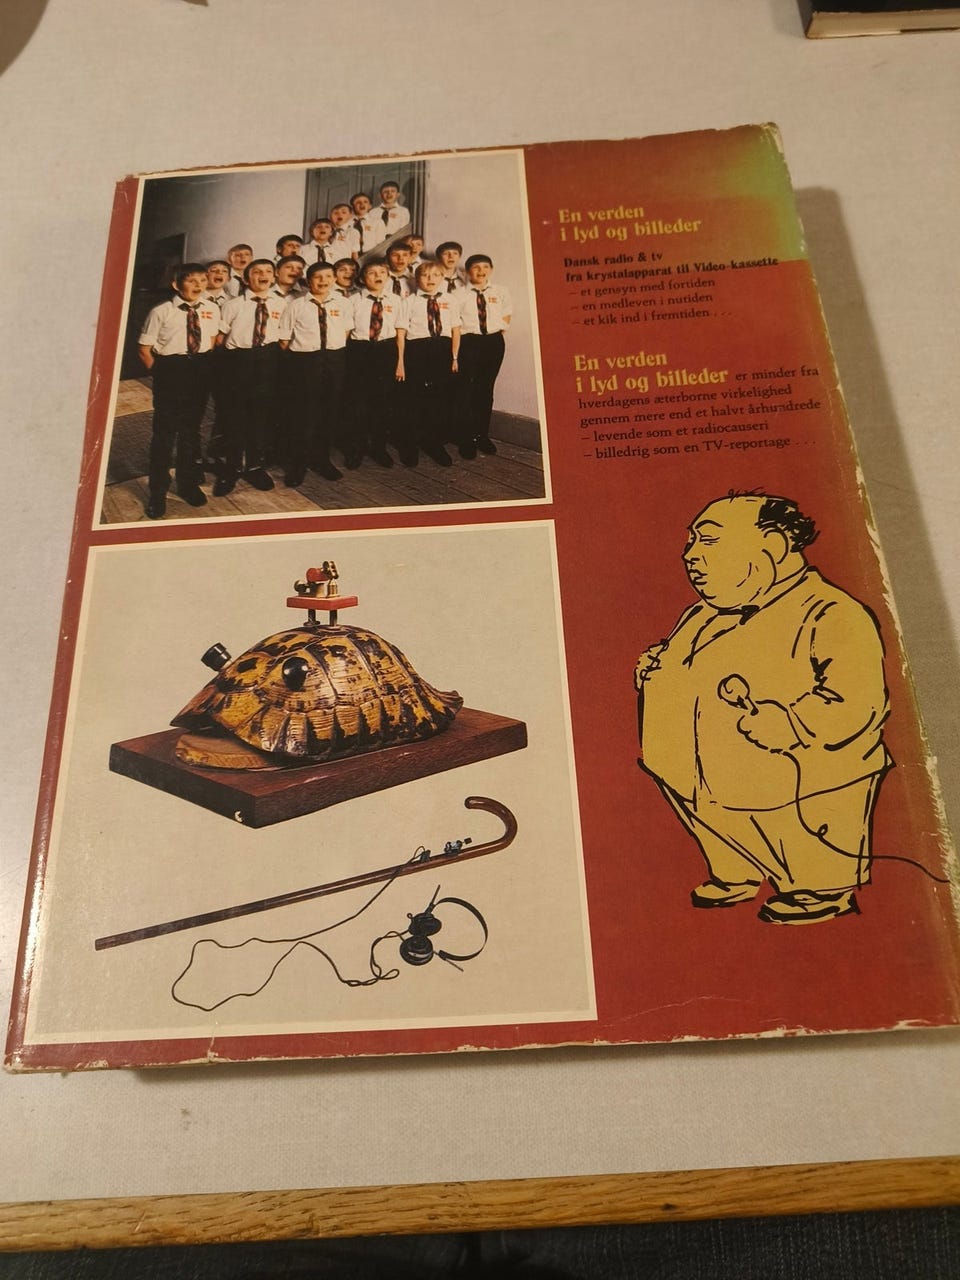 En verden
i lyd og billeder
Dansk radio & tv
fra krystalapparat til Video-kassette
– et gensyn med fortiden
– en medleven i nutiden
– et kik ind i fremtiden . . .
En verden
i lyd og billeder er minder fra
hverdagens æterborne virkelighed
gennem mere end et halvt århundrede
– levende som et radiocauseri
– billedrig som en TV-reportage . . .